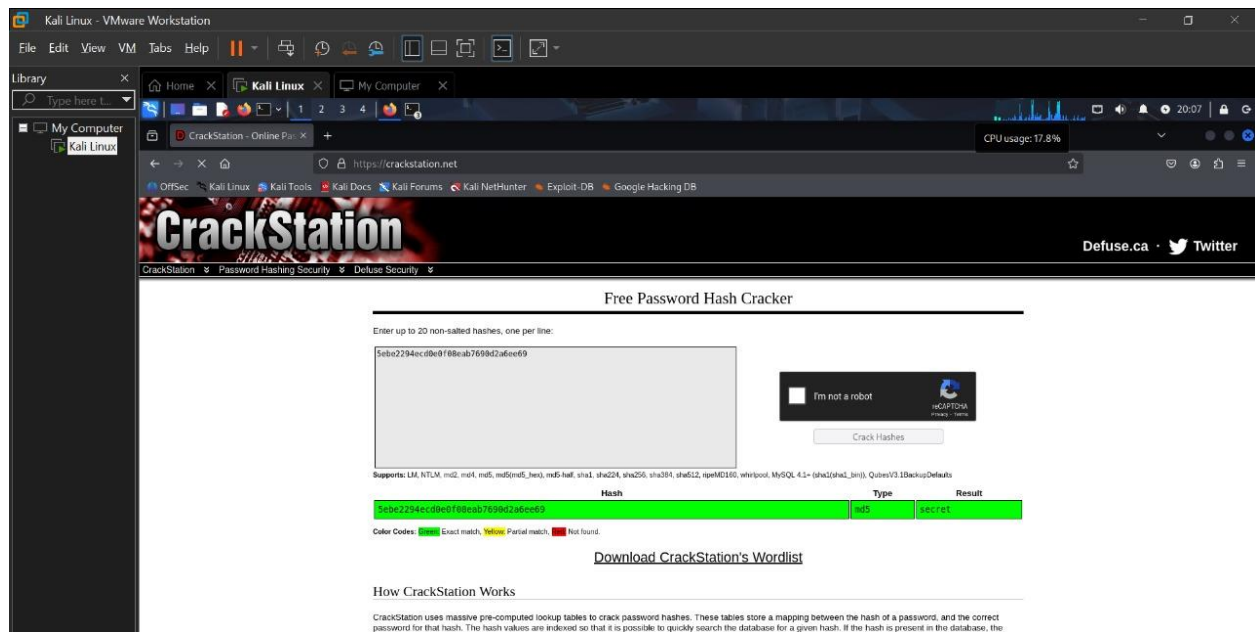 Kali Linux - VMware Workstation
File Edit View VM Tabs Help
Library
Home Kali Linux My Computer
Type here t...
1 2 3 4
20:07
My Computer
Kali Linux
CrackStation - Online Pas
CPU usage: 17.8%
https://crackstation.net
OffSec Kali Linux Kali Tools Kali Docs Kali Forums Kali NetHunter Exploit-DB Google Hacking DB
CrackStation
Defuse.ca · Twitter
CrackStation Password Hashing Security Defuse Security
Free Password Hash Cracker
Enter up to 20 non-salted hashes, one per line:
5ebe2294ecd0e0f08eab7690d2a6ee69
I'm not a robot
reCAPTCHA
Privacy - Terms
Crack Hashes
Supports: LM, NTLM, md2, md4, md5, md5(md5_hex), md5-half, sha1, sha224, sha256, sha384, sha512, ripeMD160, whirlpool, MySQL 4.1+ (sha1(sha1_bin)), QubesV3.1BackupDefaults
Hash Type Result
5ebe2294ecd0e0f08eab7690d2a6ee69 md5 secret
Color Codes: Green: Exact match, Yellow: Partial match, Red: Not found.
Download CrackStation's Wordlist
How CrackStation Works
CrackStation uses massive pre-computed lookup tables to crack password hashes. These tables store a mapping between the hash of a password, and the correct
password for that hash. The hash values are indexed so that it is possible to quickly search the database for a given hash. If the hash is present in the database, the